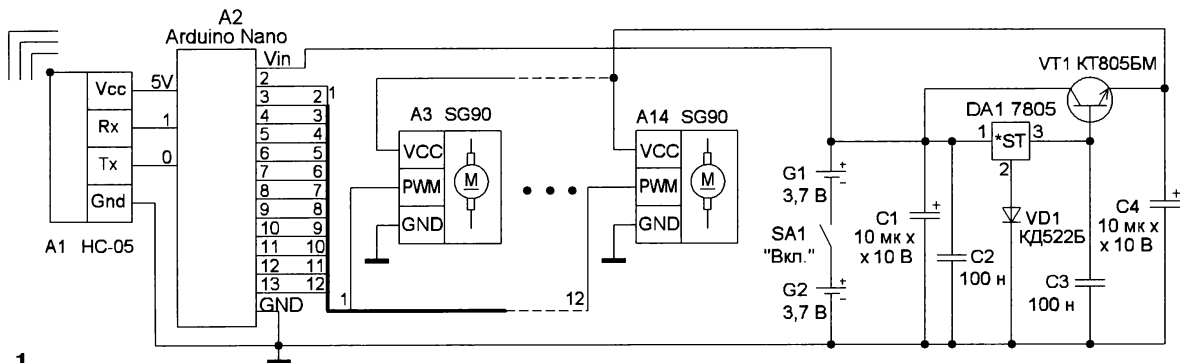 A2
Arduino Nano
Vin
2
3
4
5
6
7
8
9
10
11
12
13
GND
1
2
3
4
5
6
7
8
9
10
11
12
5V
1
0
Vcc
Rx
Tx
Gnd
A1 HC-05
A3 SG90
VCC
PWM
GND
M
1
• • •
A14 SG90
VCC
PWM
GND
M
12
G1
3,7 В
SA1
"Вкл."
G2
3,7 В
C1
10 мк x
x 10 В
C2
100 н
DA1 7805
1
*ST
3
2
VD1
КД522Б
VT1 КТ805БМ
C3
100 н
C4
10 мк x
x 10 В
+
−
+
−
+
+
1